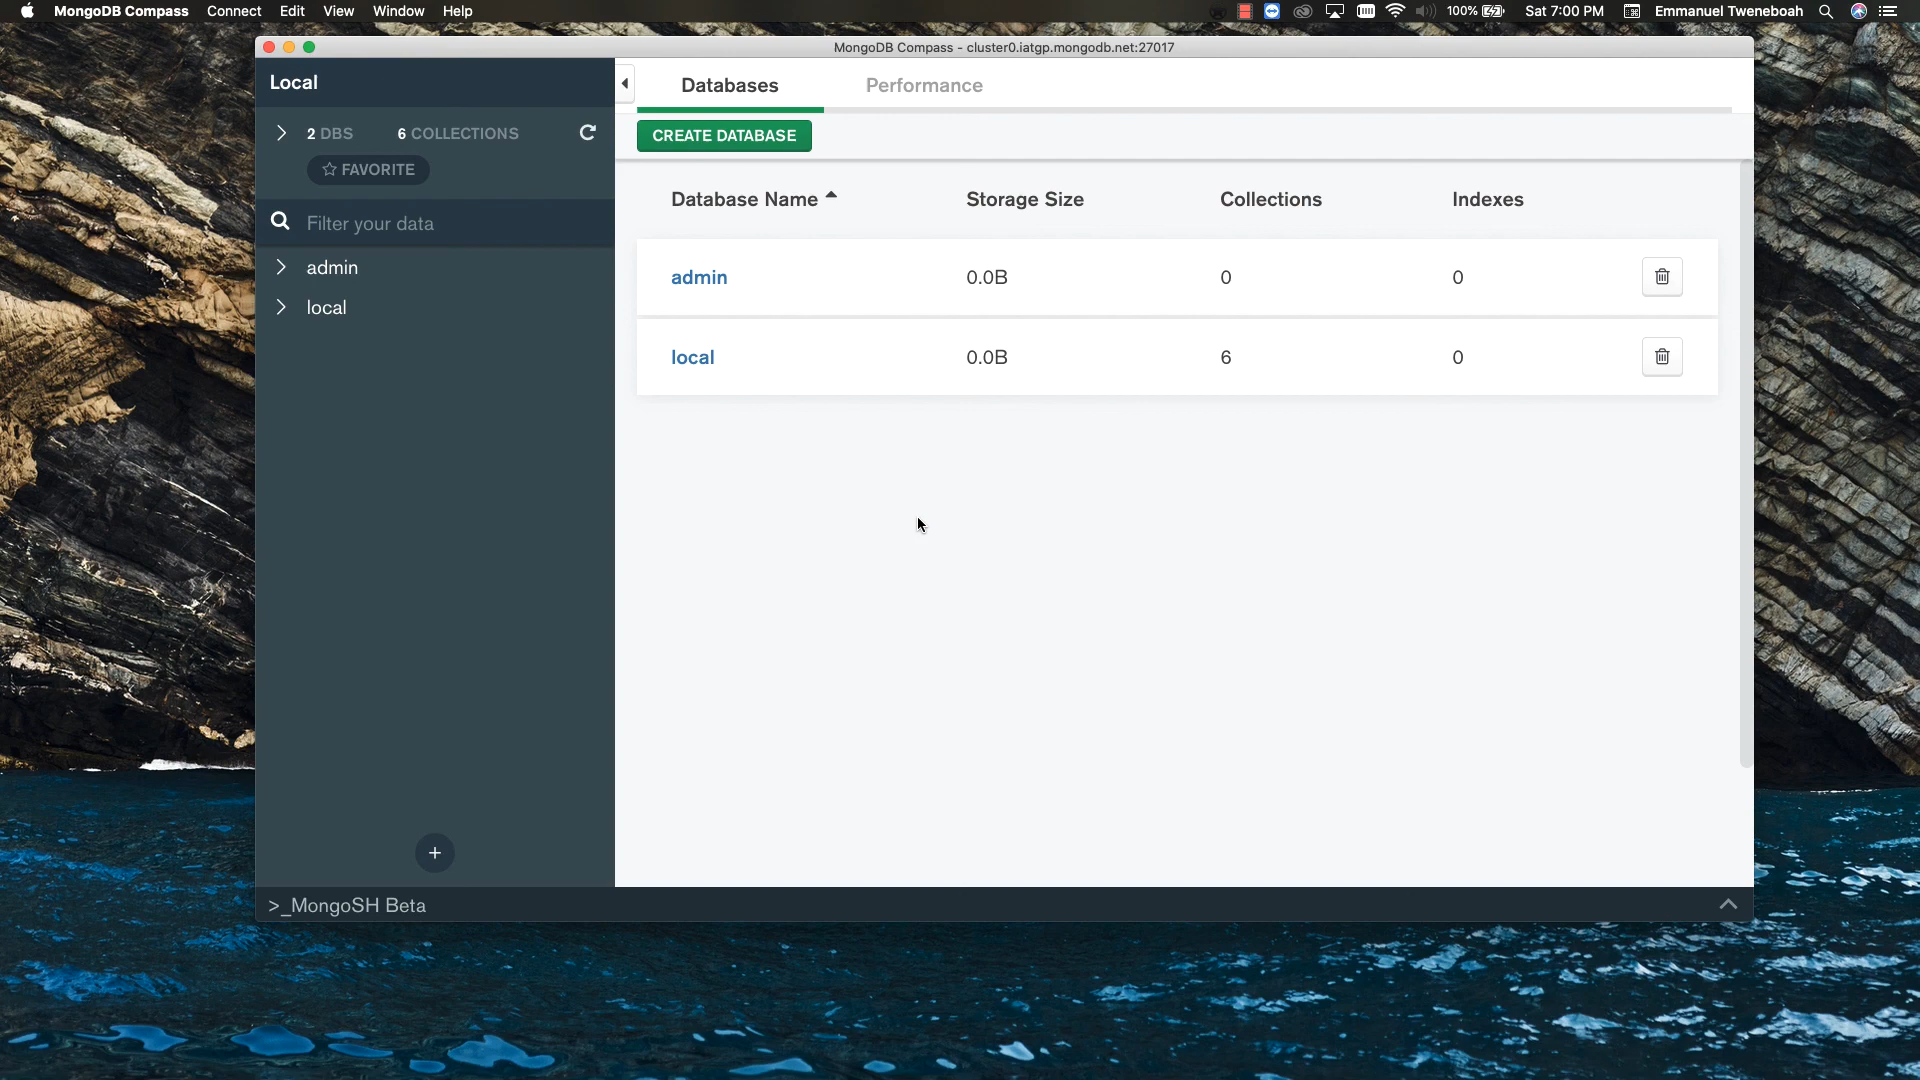 MongoDB Compass Connect Edit View Window Help 100% Sat 7:00 PM Emmanuel Tweneboah
MongoDB Compass - cluster0.iatgp.mongodb.net:27017
Local
Databases Performance
2 DBS 6 COLLECTIONS
CREATE DATABASE
FAVORITE
Filter your data
Database Name Storage Size Collections Indexes
admin
local
admin 0.0B 0 0
local 0.0B 6 0
+
>_MongoSH Beta